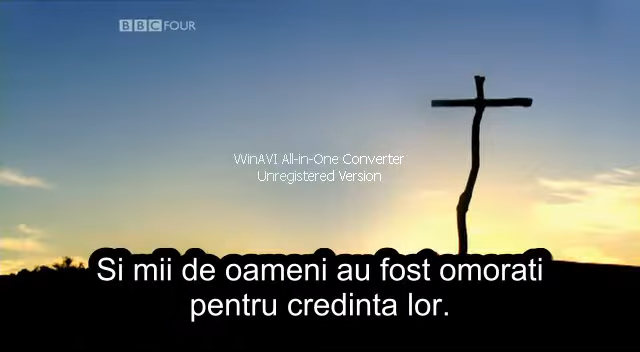 BBC FOUR
WinAVI All-in-One Converter
Unregistered Version
Si mii de oameni au fost omorati
pentru credinta lor.